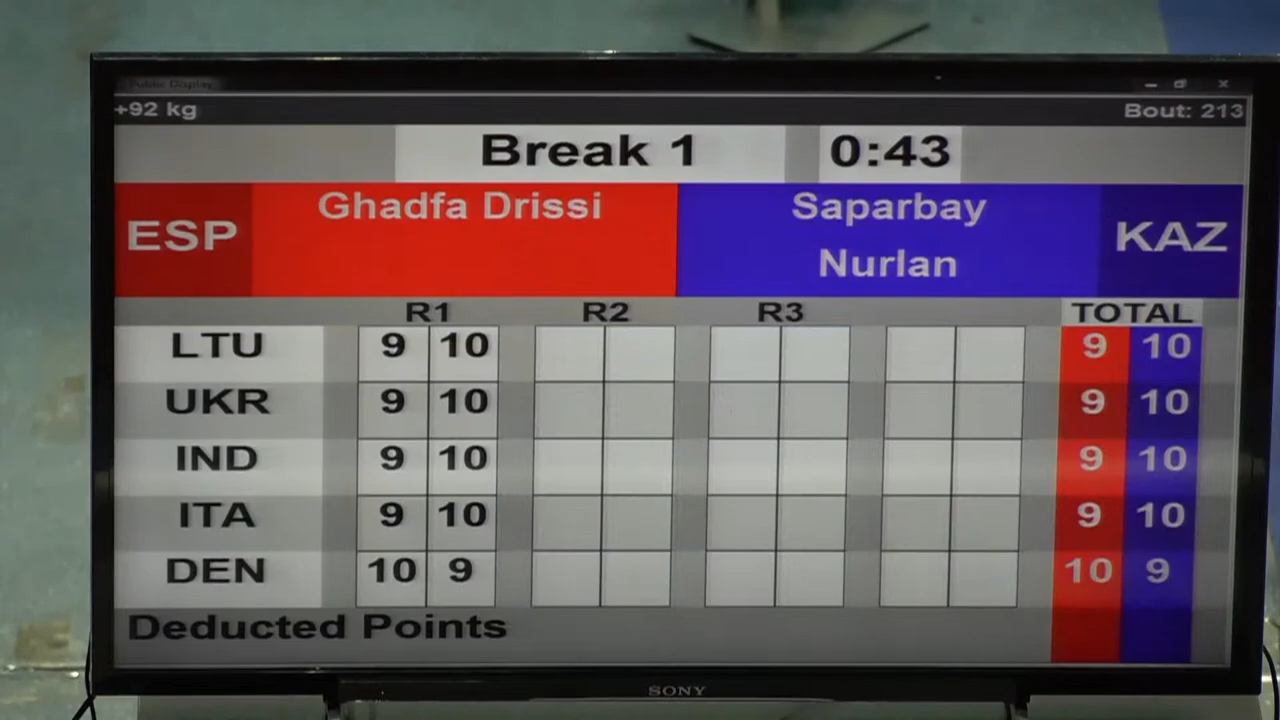 Public Display
+92 kg Bout: 213
Break 1 0:43
ESP Ghadfa Drissi Saparbay Nurlan KAZ
R1 R2 R3 TOTAL
LTU 9 10 9 10
UKR 9 10 9 10
IND 9 10 9 10
ITA 9 10 9 10
DEN 10 9 10 9
Deducted Points
SONY